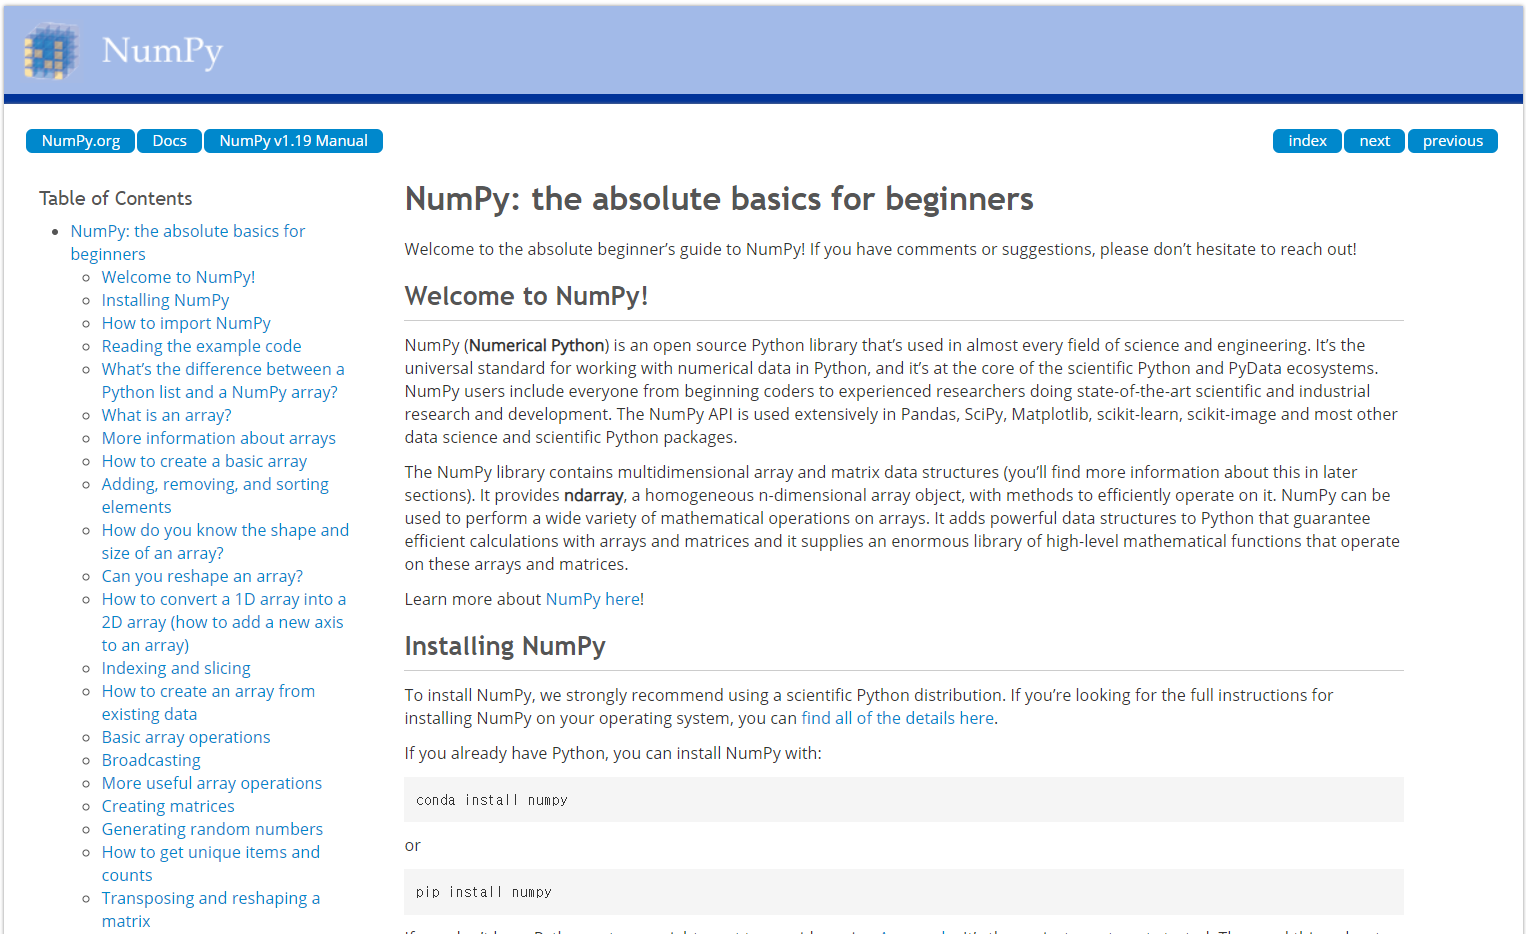 NumPy
NumPy.org
Docs
NumPy v1.19 Manual
index
next
previous
Table of Contents
NumPy: the absolute basics for
beginners
Welcome to NumPy!
Installing NumPy
How to import NumPy
Reading the example code
What’s the difference between a
Python list and a NumPy array?
What is an array?
More information about arrays
How to create a basic array
Adding, removing, and sorting
elements
How do you know the shape and
size of an array?
Can you reshape an array?
How to convert a 1D array into a
2D array (how to add a new axis
to an array)
Indexing and slicing
How to create an array from
existing data
Basic array operations
Broadcasting
More useful array operations
Creating matrices
Generating random numbers
How to get unique items and
counts
Transposing and reshaping a
matrix
NumPy: the absolute basics for beginners
Welcome to the absolute beginner’s guide to NumPy! If you have comments or suggestions, please don’t hesitate to reach out!
Welcome to NumPy!
NumPy (Numerical Python) is an open source Python library that’s used in almost every field of science and engineering. It’s the
universal standard for working with numerical data in Python, and it’s at the core of the scientific Python and PyData ecosystems.
NumPy users include everyone from beginning coders to experienced researchers doing state-of-the-art scientific and industrial
research and development. The NumPy API is used extensively in Pandas, SciPy, Matplotlib, scikit-learn, scikit-image and most other
data science and scientific Python packages.
The NumPy library contains multidimensional array and matrix data structures (you’ll find more information about this in later
sections). It provides ndarray, a homogeneous n-dimensional array object, with methods to efficiently operate on it. NumPy can be
used to perform a wide variety of mathematical operations on arrays. It adds powerful data structures to Python that guarantee
efficient calculations with arrays and matrices and it supplies an enormous library of high-level mathematical functions that operate
on these arrays and matrices.
Learn more about NumPy here!
Installing NumPy
To install NumPy, we strongly recommend using a scientific Python distribution. If you’re looking for the full instructions for
installing NumPy on your operating system, you can find all of the details here.
If you already have Python, you can install NumPy with:
conda install numpy
or
pip install numpy